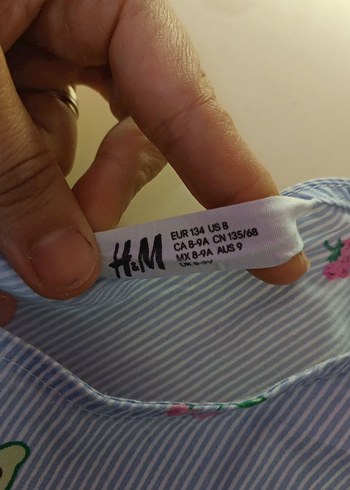 H&M
EUR 134 US 8
CA 8-9A CN 135/68
MX 8-9A AUS 9